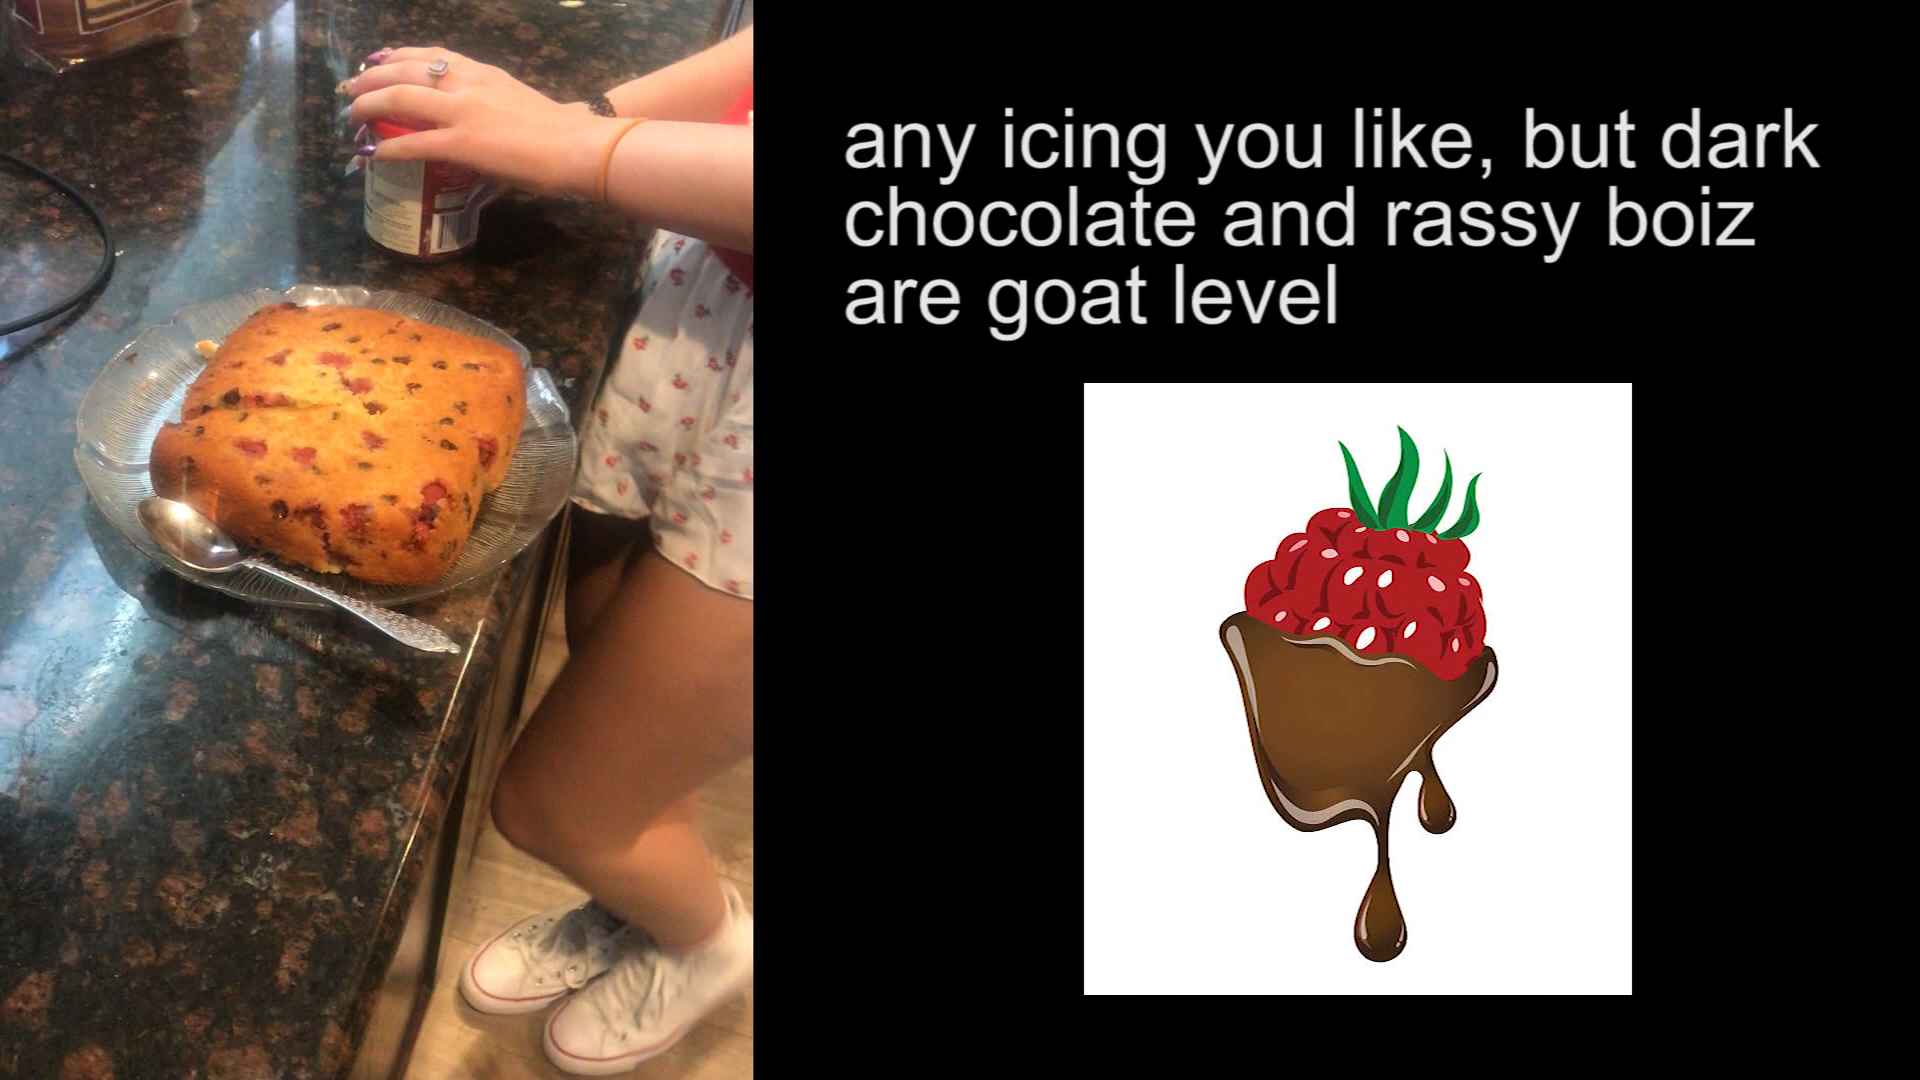 any icing you like, but dark
chocolate and rassy boiz
are goat level